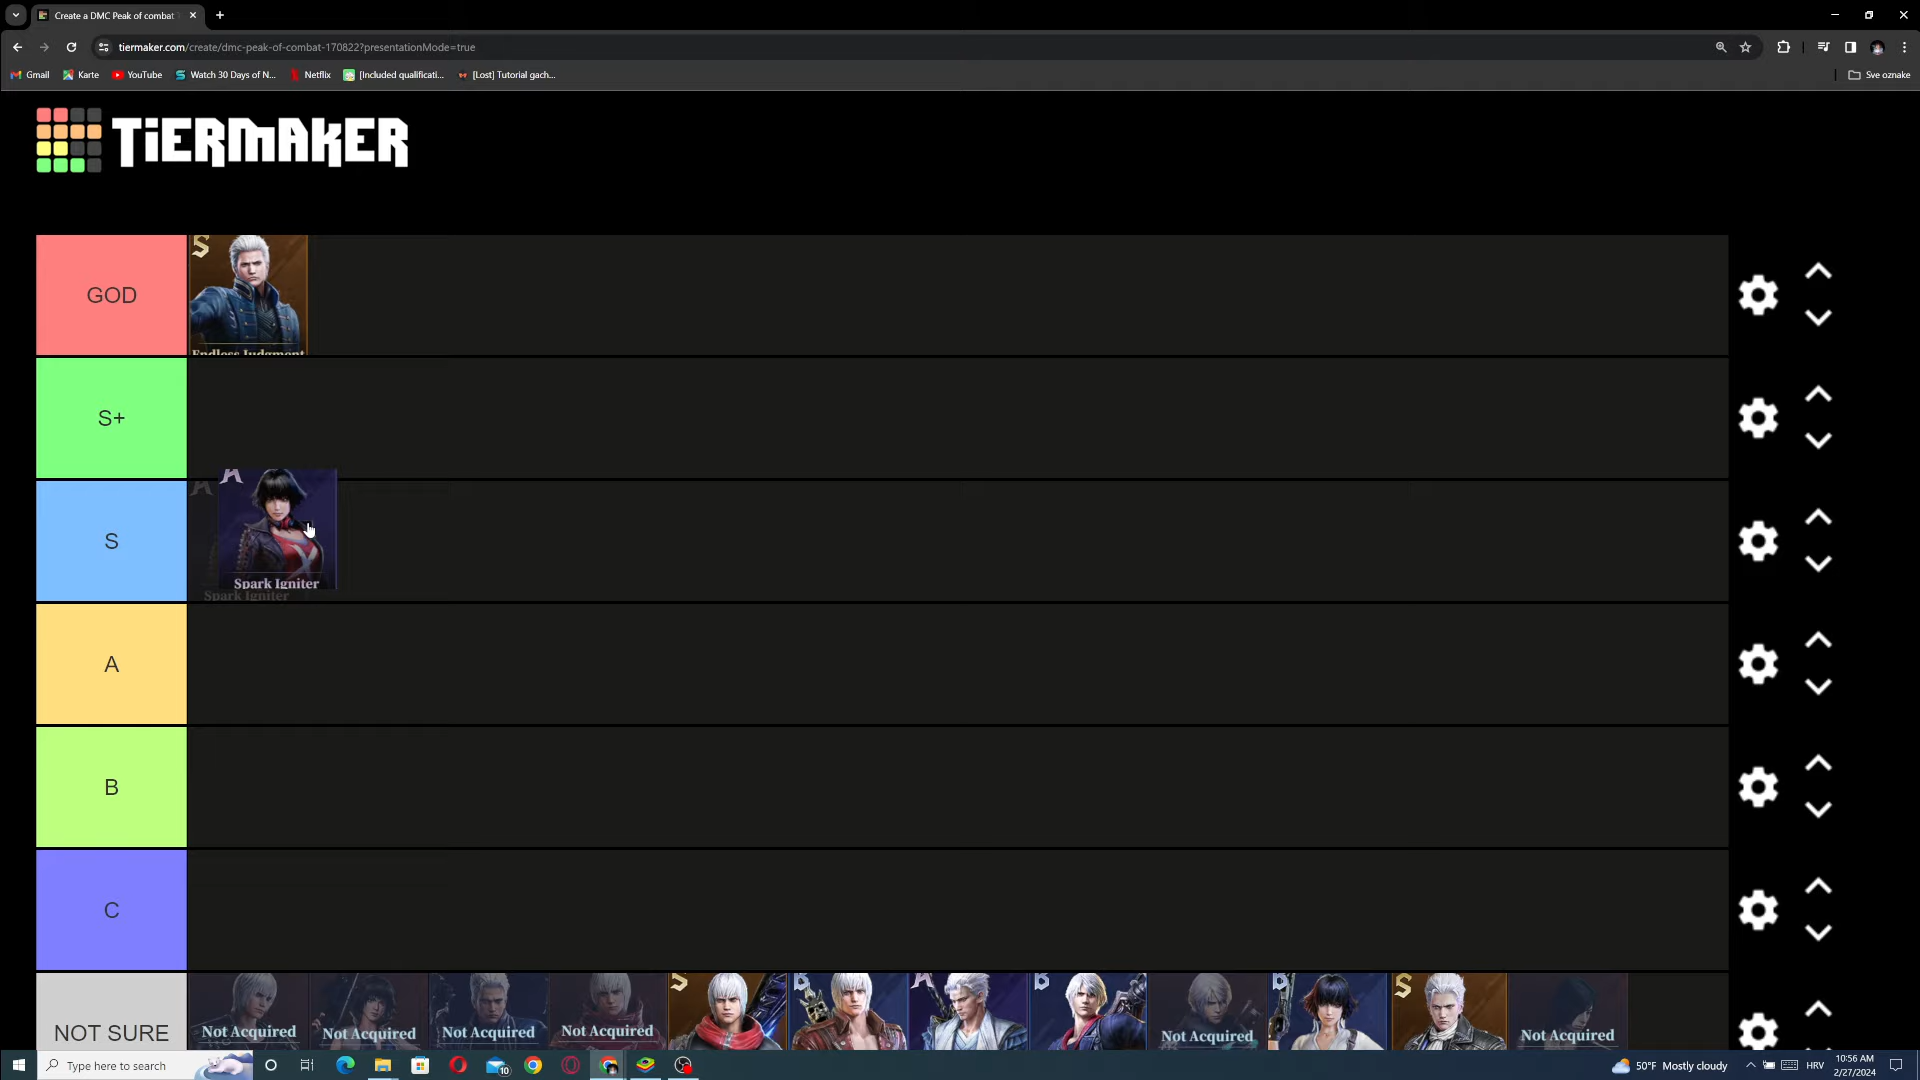 Create a DMC Peak of combat
tiermaker.com/create/dmc-peak-of-combat-170822?presentationMode=true
Gmail
Karte
YouTube
Watch 30 Days of N...
Netflix
[Included qualificati...
[Lost] Tutorial gach...
Sve oznake
TIERMAKER
GOD
S
Endless Judgment
S+
S
A
Spark Igniter
A
Spark Igniter
A
B
C
NOT SURE
Not Acquired
Not Acquired
Not Acquired
Not Acquired
S
B
A
B
Not Acquired
B
S
Not Acquired
Type here to search
10
50°F Mostly cloudy
HRV
10:56 AM
2/27/2024